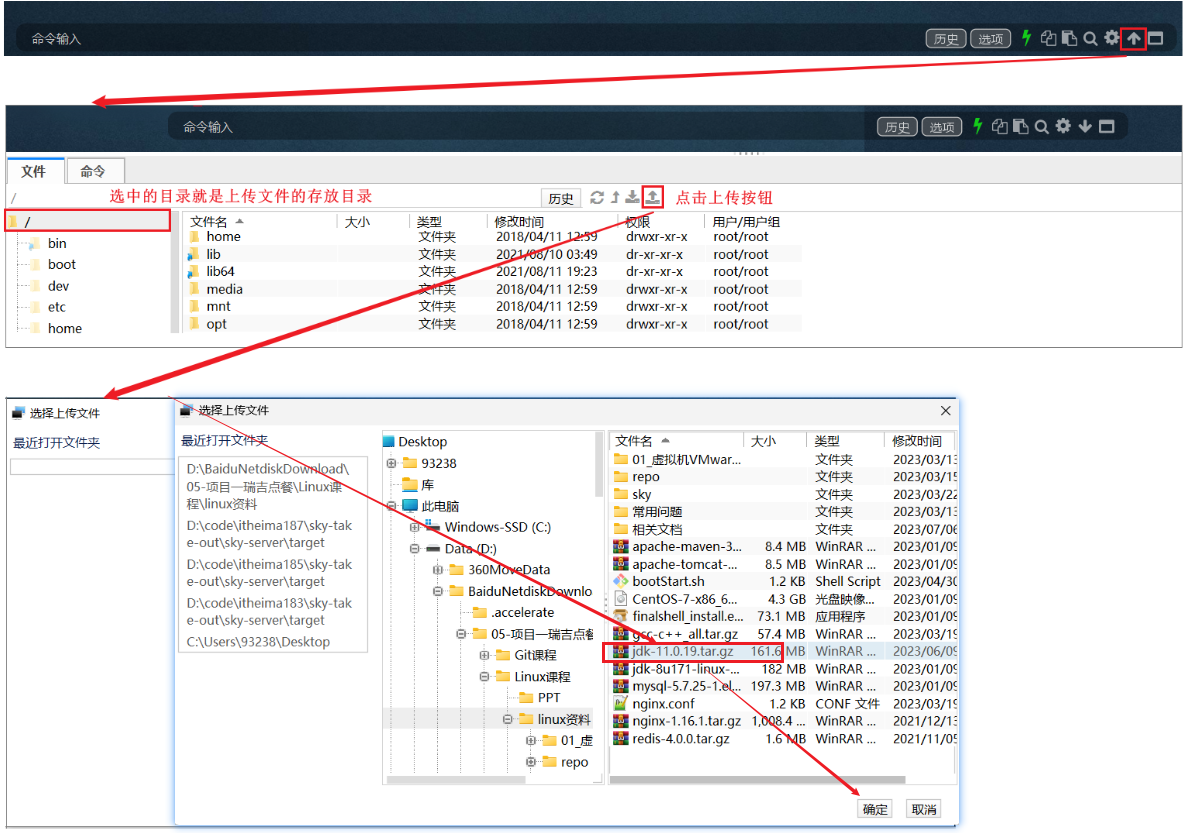 命令输入 历史 选项
命令输入 历史 选项
文件 命令
/ 选中的目录就是上传文件的存放目录 历史 点击上传按钮
/
bin
boot
dev
etc
home
文件名 大小 类型 修改时间 权限 用户/用户组
home 文件夹 2018/04/11 12:59 drwxr-xr-x root/root
lib 文件夹 2021/08/10 03:49 dr-xr-xr-x root/root
lib64 文件夹 2021/08/11 19:23 dr-xr-xr-x root/root
media 文件夹 2018/04/11 12:59 drwxr-xr-x root/root
mnt 文件夹 2018/04/11 12:59 drwxr-xr-x root/root
opt 文件夹 2018/04/11 12:59 drwxr-xr-x root/root
选择上传文件
最近打开文件夹
选择上传文件
最近打开文件夹
D:\BaiduNetdiskDownload\
05-项目一瑞吉点餐\Linux课
程\linux资料
D:\code\itheima187\sky-tak
e-out\sky-server\target
D:\code\itheima185\sky-tak
e-out\sky-server\target
D:\code\itheima183\sky-tak
e-out\sky-server\target
C:\Users\93238\Desktop
Desktop
93238
库
此电脑
Windows-SSD (C:)
Data (D:)
360MoveData
BaiduNetdiskDownlo
.accelerate
05-项目一瑞吉点餐
Git课程
Linux课程
PPT
linux资料
01_虚
repo
文件名 大小 类型 修改时间
01_虚拟机VMwar... 文件夹 2023/03/13
repo 文件夹 2023/03/15
sky 文件夹 2023/03/22
常用问题 文件夹 2023/03/13
相关文档 文件夹 2023/07/06
apache-maven-3... 8.4 MB WinRAR ... 2023/01/09
apache-tomcat-... 8.5 MB WinRAR ... 2023/01/09
bootStart.sh 1.2 KB Shell Script 2023/04/30
CentOS-7-x86_6... 4.3 GB 光盘映像... 2023/01/09
finalshell_install.e... 73.1 MB 应用程序 2023/01/09
gcc-c++_all.tar.gz 57.4 MB WinRAR ... 2023/03/19
jdk-11.0.19.tar.gz 161.6 MB WinRAR ... 2023/06/09
jdk-8u171-linux-... 182 MB WinRAR ... 2023/01/09
mysql-5.7.25-1.el... 197.3 MB WinRAR ... 2023/01/09
nginx.conf 1.2 KB CONF 文件 2023/03/19
nginx-1.16.1.tar.gz 1,008.4 ... WinRAR ... 2021/12/13
redis-4.0.0.tar.gz 1.6 MB WinRAR ... 2021/11/05
确定 取消